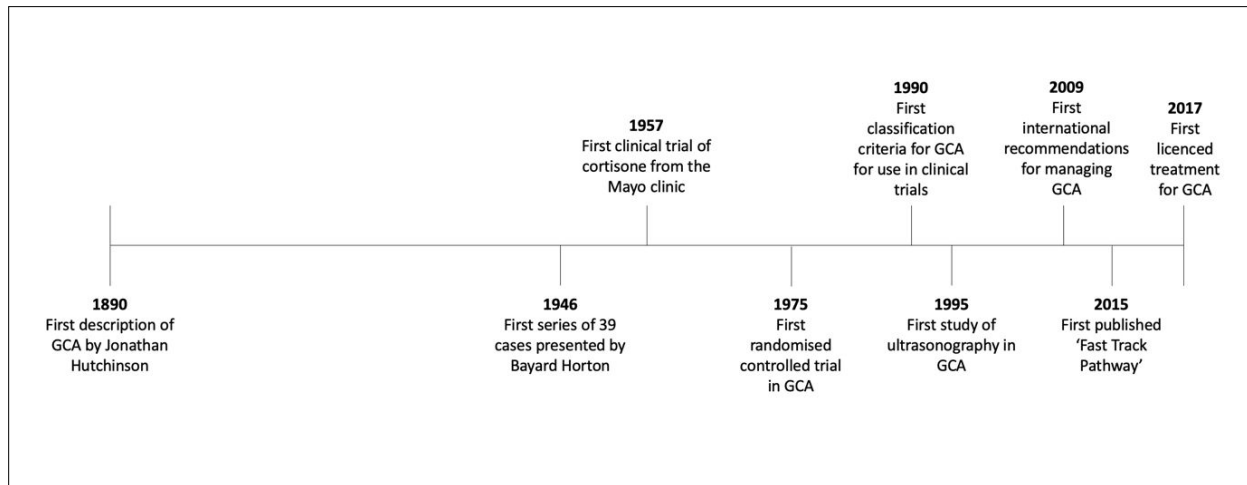 1890
First description of
GCA by Jonathan
Hutchinson
1946
First series of 39
cases presented by
Bayard Horton
1957
First clinical trial of
cortisone from the
Mayo clinic
1975
First
randomised
controlled trial
in GCA
1990
First
classification
criteria for GCA
for use in clinical
trials
1995
First study of
ultrasonography in
GCA
2009
First
international
recommendations
for managing
GCA
2015
First published
‘Fast Track
Pathway’
2017
First
licenced
treatment
for GCA